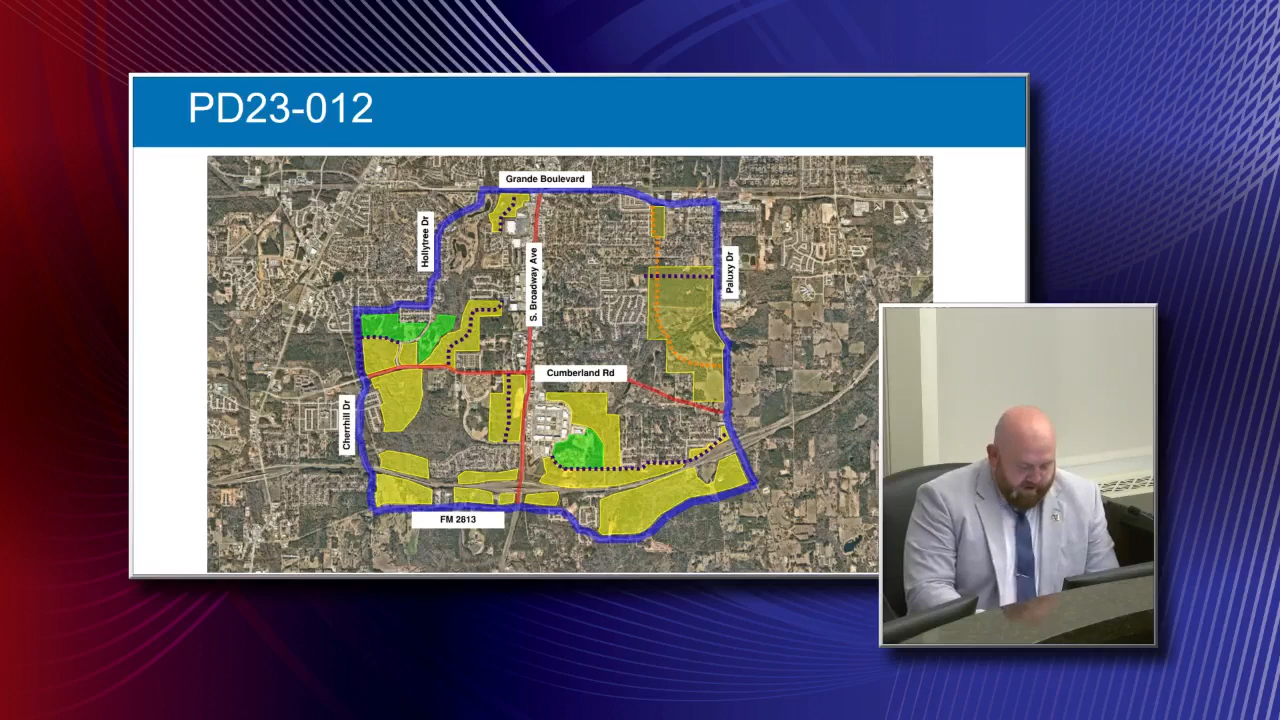 PD23-012
Grande Boulevard
Hollytree Dr
S. Broadway Ave
Paluxy Dr
Cumberland Rd
Cherrhill Dr
FM 2813